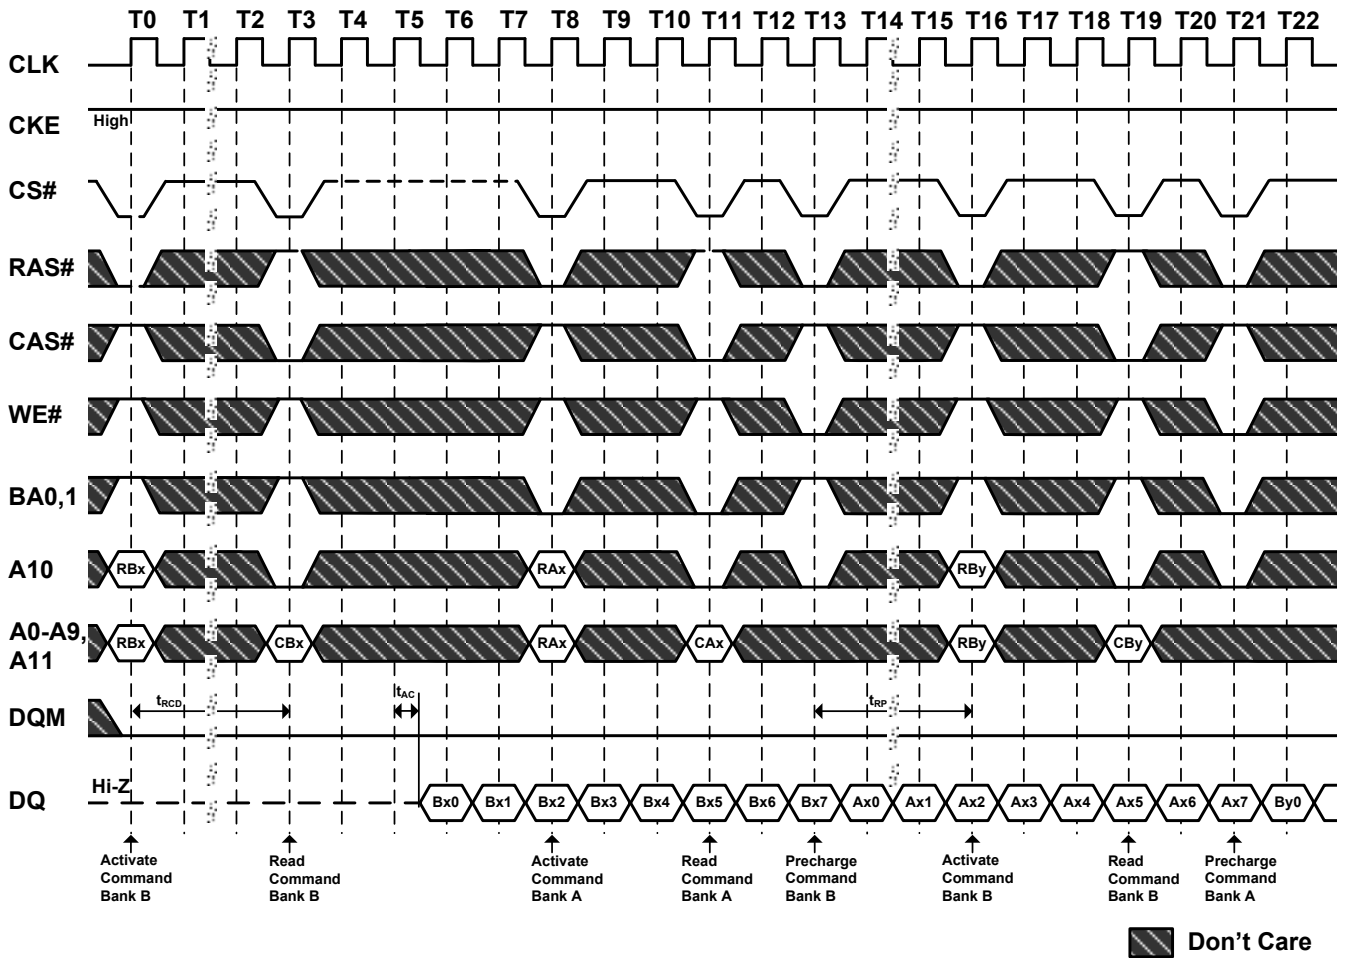 T0 T1 T2 T3 T4 T5 T6 T7 T8 T9 T10 T11 T12 T13 T14 T15 T16 T17 T18 T19 T20 T21 T22
CLK
CKE High
CS#
RAS#
CAS#
WE#
BA0,1
A10 RBx RAx RBy
A0-A9,
A11 RBx CBx RAx CAx RBy CBy
DQM tRCD tAC tRP
DQ Hi-Z Bx0 Bx1 Bx2 Bx3 Bx4 Bx5 Bx6 Bx7 Ax0 Ax1 Ax2 Ax3 Ax4 Ax5 Ax6 Ax7 By0
Activate
Command
Bank B
Read
Command
Bank B
Activate
Command
Bank A
Read
Command
Bank A
Precharge
Command
Bank B
Activate
Command
Bank B
Read
Command
Bank B
Precharge
Command
Bank A
Don't Care